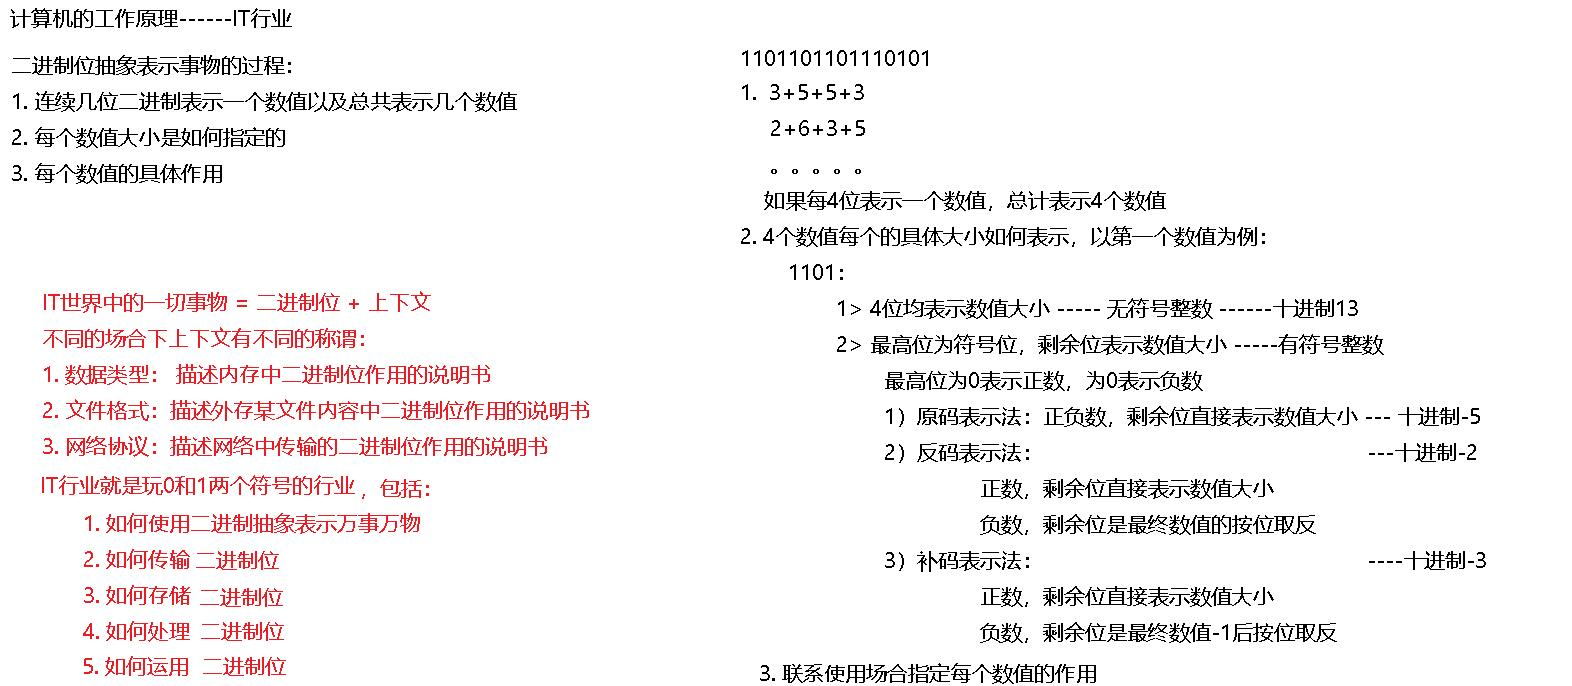 计算机的工作原理------IT行业
二进制位抽象表示事物的过程：
1. 连续几位二进制表示一个数值以及总共表示几个数值
2. 每个数值大小是如何指定的
3. 每个数值的具体作用
IT世界中的一切事物 = 二进制位 + 上下文
不同的场合下上下文有不同的称谓：
1. 数据类型： 描述内存中二进制位作用的说明书
2. 文件格式：描述外存某文件内容中二进制位作用的说明书
3. 网络协议：描述网络中传输的二进制位作用的说明书
IT行业就是玩0和1两个符号的行业 ，包括：
1. 如何使用二进制抽象表示万事万物
2. 如何传输 二进制位
3. 如何存储 二进制位
4. 如何处理 二进制位
5. 如何运用 二进制位
1101101101110101
1. 3+5+5+3
2+6+3+5
。。。。。
如果每4位表示一个数值，总计表示4个数值
2. 4个数值每个的具体大小如何表示，以第一个数值为例：
1101：
1> 4位均表示数值大小 ----- 无符号整数 ------十进制13
2> 最高位为符号位，剩余位表示数值大小 -----有符号整数
最高位为0表示正数，为0表示负数
1）原码表示法：正负数，剩余位直接表示数值大小 --- 十进制-5
2）反码表示法： ---十进制-2
正数，剩余位直接表示数值大小
负数，剩余位是最终数值的按位取反
3）补码表示法： ----十进制-3
正数，剩余位直接表示数值大小
负数，剩余位是最终数值-1后按位取反
3. 联系使用场合指定每个数值的作用